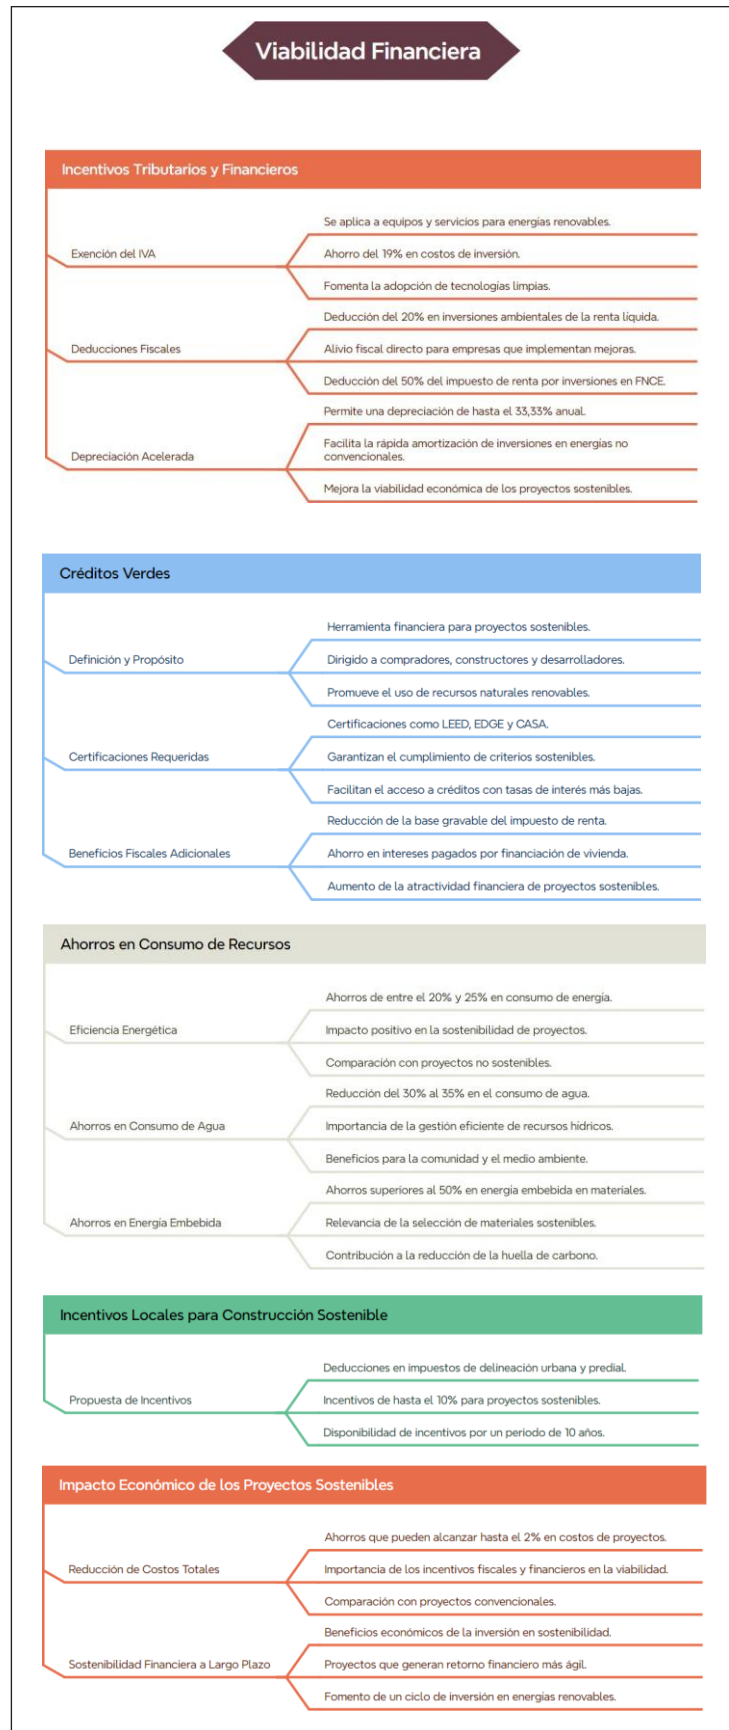 Viabilidad Financiera
Incentivos Tributarios y Financieros
Exención del IVA
Se aplica a equipos y servicios para energías renovables.
Ahorro del 19% en costos de inversión.
Fomenta la adopción de tecnologías limpias.
Deducciones Fiscales
Deducción del 20% en inversiones ambientales de la renta líquida.
Alivio fiscal directo para empresas que implementan mejoras.
Deducción del 50% del impuesto de renta por inversiones en FNCE.
Depreciación Acelerada
Permite una depreciación de hasta el 33,33% anual.
Facilita la rápida amortización de inversiones en energías no
convencionales.
Mejora la viabilidad económica de los proyectos sostenibles.
Créditos Verdes
Definición y Propósito
Herramienta financiera para proyectos sostenibles.
Dirigido a compradores, constructores y desarrolladores.
Promueve el uso de recursos naturales renovables.
Certificaciones Requeridas
Certificaciones como LEED, EDGE y CASA.
Garantizan el cumplimiento de criterios sostenibles.
Facilitan el acceso a créditos con tasas de interés más bajas.
Beneficios Fiscales Adicionales
Reducción de la base gravable del impuesto de renta.
Ahorro en intereses pagados por financiación de vivienda.
Aumento de la atractividad financiera de proyectos sostenibles.
Ahorros en Consumo de Recursos
Eficiencia Energética
Ahorros de entre el 20% y 25% en consumo de energía.
Impacto positivo en la sostenibilidad de proyectos.
Comparación con proyectos no sostenibles.
Ahorros en Consumo de Agua
Reducción del 30% al 35% en el consumo de agua.
Importancia de la gestión eficiente de recursos hídricos.
Beneficios para la comunidad y el medio ambiente.
Ahorros en Energía Embebida
Ahorros superiores al 50% en energía embebida en materiales.
Relevancia de la selección de materiales sostenibles.
Contribución a la reducción de la huella de carbono.
Incentivos Locales para Construcción Sostenible
Propuesta de Incentivos
Deducciones en impuestos de delineación urbana y predial.
Incentivos de hasta el 10% para proyectos sostenibles.
Disponibilidad de incentivos por un periodo de 10 años.
Impacto Económico de los Proyectos Sostenibles
Reducción de Costos Totales
Ahorros que pueden alcanzar hasta el 2% en costos de proyectos.
Importancia de los incentivos fiscales y financieros en la viabilidad.
Comparación con proyectos convencionales.
Sostenibilidad Financiera a Largo Plazo
Beneficios económicos de la inversión en sostenibilidad.
Proyectos que generan retorno financiero más ágil.
Fomento de un ciclo de inversión en energías renovables.